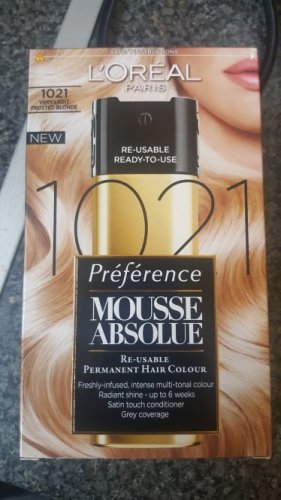 L'ORÉAL
PARIS
1021
VERY LIGHT
FROSTED BLONDE
NEW
RE-USABLE
READY-TO-USE
1021
Préférence
MOUSSE
ABSOLUE
RE-USABLE
PERMANENT HAIR COLOUR
Freshly-infused, intense multi-tonal colour
Radiant shine - up to 6 weeks
Satin touch conditioner
Grey coverage